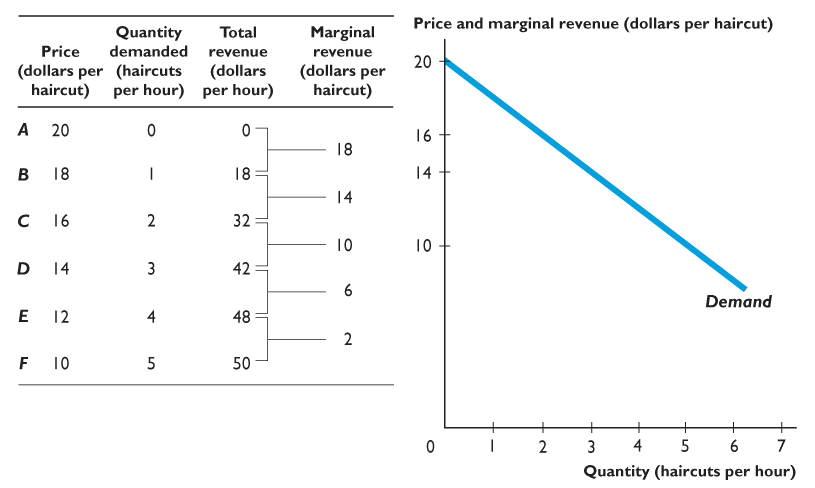 Price
(dollars per
haircut)
Quantity
demanded
(haircuts
per hour)
Total
revenue
(dollars
per hour)
Marginal
revenue
(dollars per
haircut)
A 20 0 0
18
B 18 1 18
14
C 16 2 32
10
D 14 3 42
6
E 12 4 48
2
F 10 5 50
Price and marginal revenue (dollars per haircut)
20
16
14
10
Demand
0 1 2 3 4 5 6 7
Quantity (haircuts per hour)